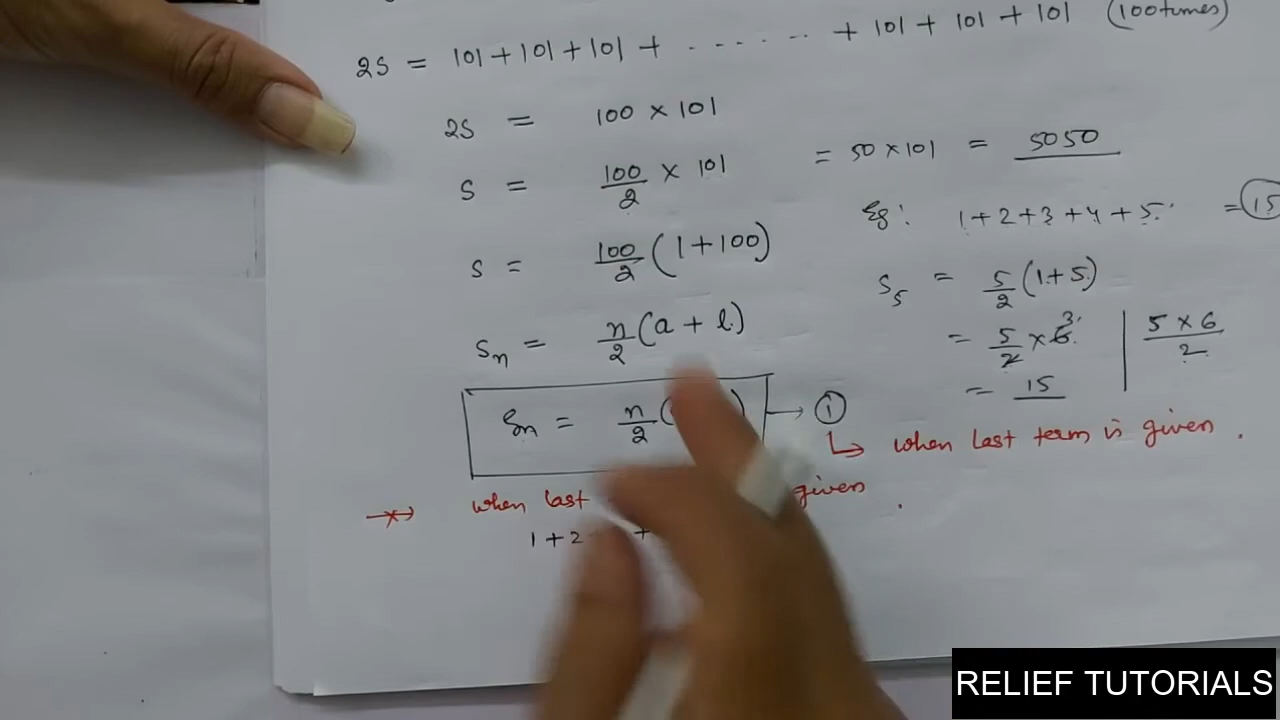 2S = 101 + 101 + 101 + ....... + 101 + 101 + 101 (100 times)
2S = 100 × 101
S = 100/2 × 101 = 50 × 101 = 5050
S = 100/2 (1 + 100)
Sn = n/2 (a + l)
Sn = n/2 ( ) → ①
Eg: 1 + 2 + 3 + 4 + 5 = 15
S5 = 5/2 (1 + 5)
= 5/2 × 6 3 | 5 × 6/2
= 15
↳ when last term is given .
when last given .
1 + 2 +
RELIEF TUTORIALS